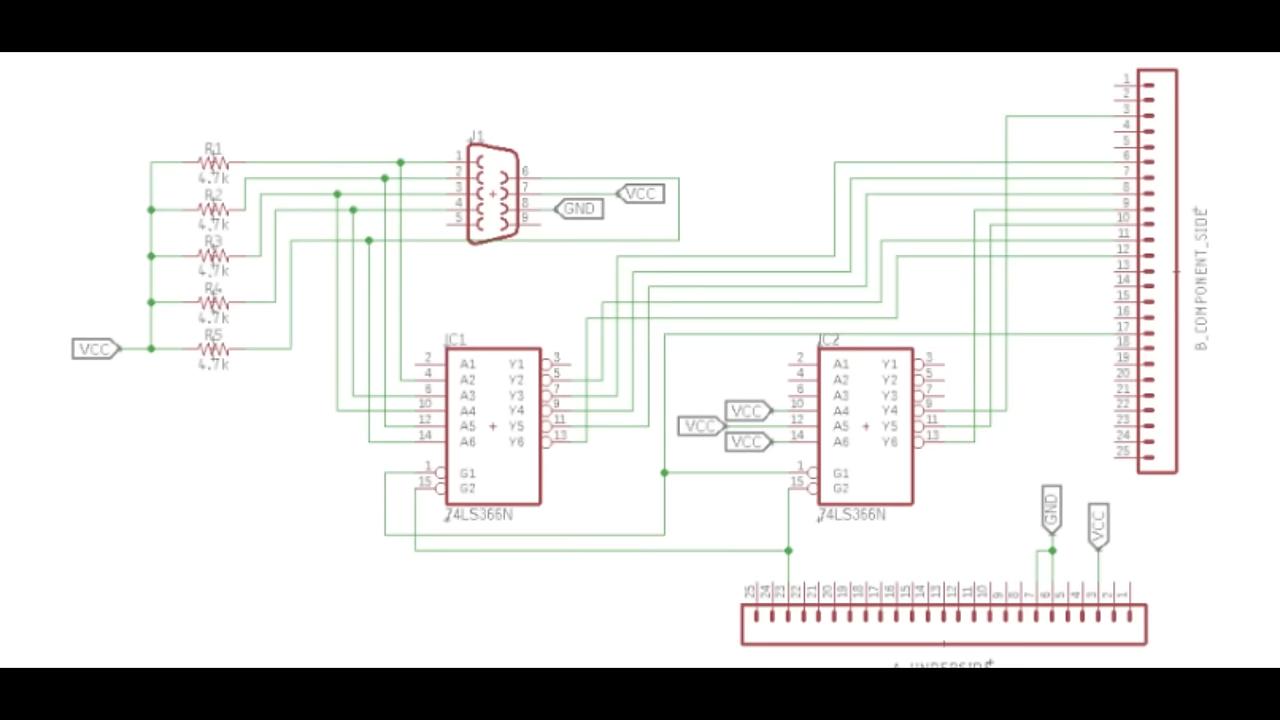 J1
R1
4.7k
R2
4.7k
R3
4.7k
R4
4.7k
R5
4.7k
VCC
1
2
3
4
5
6
7
8
9
VCC
GND
IC1
2 A1 Y1 3
4 A2 Y2 5
6 A3 Y3 7
10 A4 Y4 9
12 A5 Y5 11
14 A6 Y6 13
1 G1
15 G2
74LS366N
IC2
2 A1 Y1 3
4 A2 Y2 5
6 A3 Y3 7
VCC 10 A4 Y4 9
VCC 12 A5 Y5 11
VCC 14 A6 Y6 13
1 G1
15 G2
74LS366N
1
2
3
4
5
6
7
8
9
10
11
12
13
14
15
16
17
18
19
20
21
22
23
24
25
B_COMPONENT_SIDE
GND
VCC
25 24 23 22 21 20 19 18 17 16 15 14 13 12 11 10 9 8 7 6 5 4 3 2 1